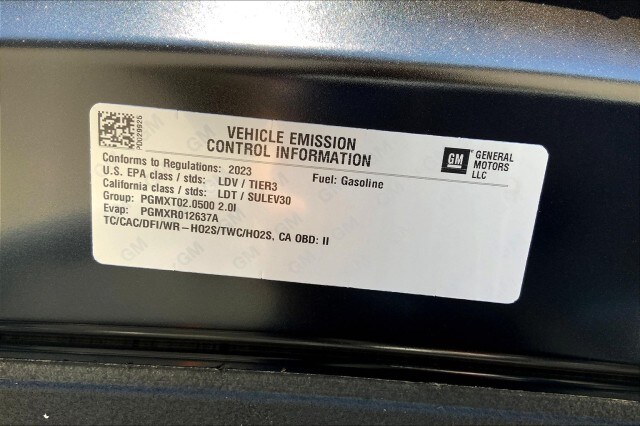 VEHICLE EMISSION
CONTROL INFORMATION
GM GENERAL
MOTORS
LLC
Conforms to Regulations: 2023
Fuel: Gasoline
U.S. EPA class / stds: LDV / TIER3
California class / stds: LDT / SULEV30
Group: PGMXT02.0500 2.0l
Evap: PGMXR012637A
TC/CAC/DFI/WR-HO2S/TWC/HO2S, CA OBD: II